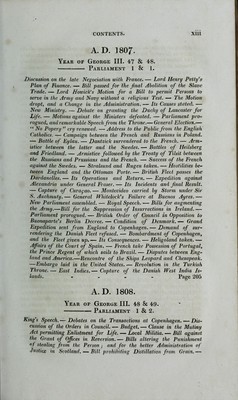 CONTENTS. xiii
A. D. 1807.
YEAR OF GEORGE III. 47 & 48.
PARLIAMENT 1 & 1.
Discussion on the late Negociation with France. — Lord Henry Petty's
Plan of Finance. — Bill passed for the final Abolition of the Slave
Trade. — Lord Howick's Motion for a Bill to permit Persons to
serve in the Army and Navy without a religious Test. — The Motion
dropt, and a Change in the Administration. — Its Causes stated. —
New Ministry. — Debate on granting the Duchy of Lancaster for
Life. — Motions against the Ministers defeated. — Parliament pro-
rogued, and remarkable Speech from the Throne. — General Election. —
"No Popery" cry renewed. — Address to the Public from the English
Catholics. — Campaign between the French and Russians in Poland.
— Battle of Eylau. — Dantzick surrendered to the French. — Arm-
istice between the latter and the Swedes. — Battles of Heilsberg
and Friedland. — Armistice followed by the Treaty of Tilsit between
the Russians and Prussians and the French. — Success of the French
against the Swedes. — Stralsund and Rugen taken. — Hostilities be-
tween England and the Ottoman Porte. — British Fleet passes the
Dardanelles. — Its Operations and Return. — Expedition against
Alexandria under General Fraser. — Its Incidents and final Result.
— Capture of Curaçao. — Montevideo carried by Storm under Sir
S. Auchmuty. — General Whitelock's Failure at Buenos Ayres. —
New Parliament assembled. — Royal Speech. — Bills for augmenting
the Army. — Bill for the Suppression of Insurrections in Ireland. —
Parliament prorogued. — British Order of Council in Opposition to
Buonaparte's Berlin Decree. — Condition of Denmark. — Grand
Expedition sent from England to Copenhagen. — Demand of sur-
rendering the Danish Fleet refused. — Bombardment of Copenhagen,
and the Fleet given up. — Its Consequences. — Heligoland taken. —
Affairs of the Court of Spain. — French take Possession of Portugal,
the Prince Regent of which sails to Brazil. — Disputes between Eng-
land and America. — Rencontre of the Ships Leopard and Chesapeak.
— Embargo laid in the United States. — Revolution in the Turkish
Throne. — East Indies. — Capture of the Danish West India Is-
lands. Page 205
A. D. 1808.
YEAR OF GEORGE III. 48 & 49.
PARLIAMENT 1 & 2.
King's Speech. — Debates on the Transactions at Copenhagen. — Dis-
cussion of the Orders in Council. — Budget. — Clause in the Mutiny
Act permitting Enlistment for Life. — Local Militia. — Bill against
the Grant of Offices in Reversion. — Bills altering the Punishment
of stealing from the Person; and for the better Administration of
Justice in Scotland. — Bill prohibiting Distillation from Grain. —